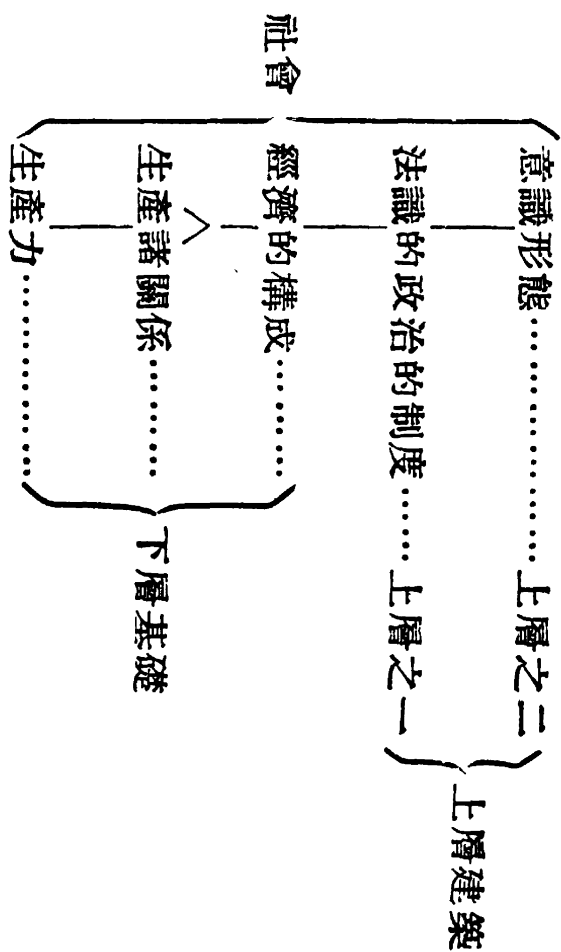 社會
意識形態……………………上層之二
法識的政治的制度……上層之一
經濟的構成…………
生產諸關係…………
生產力………………
上層建築
下層基礎